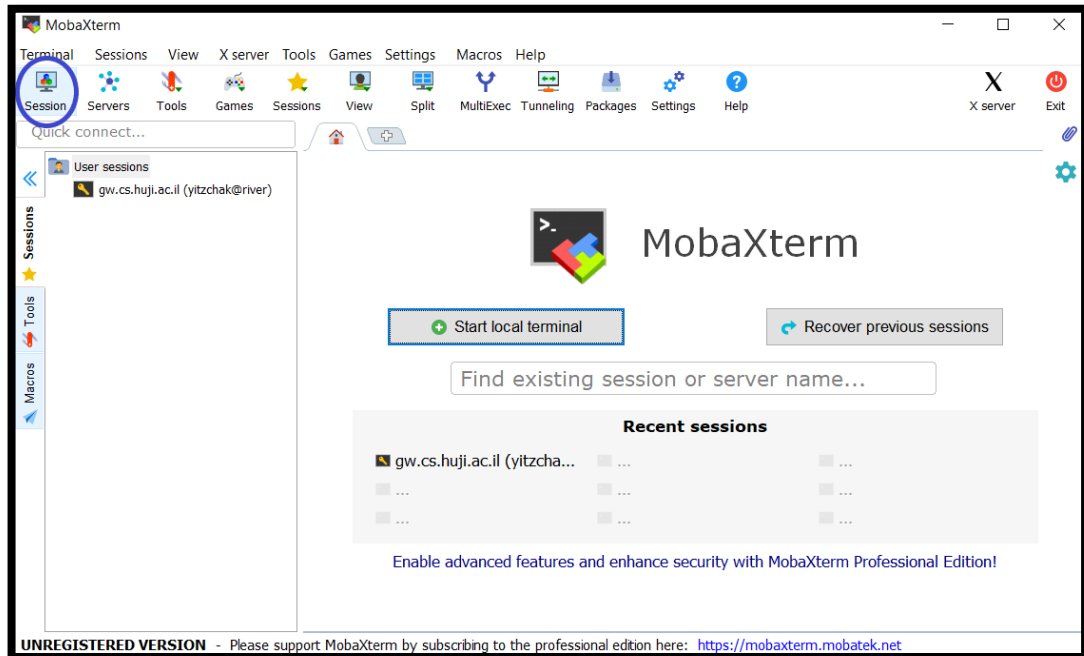 MobaXterm
Terminal Sessions View X server Tools Games Settings Macros Help
Session Servers Tools Games Sessions View Split MultiExec Tunneling Packages Settings Help X server Exit
Quick connect...
User sessions
gw.cs.huji.ac.il (yitzchak@river)
Sessions
Tools
Macros
>_
MobaXterm
Start local terminal
Recover previous sessions
Find existing session or server name...
Recent sessions
gw.cs.huji.ac.il (yitzcha... ... ...
... ... ...
... ... ...
Enable advanced features and enhance security with MobaXterm Professional Edition!
UNREGISTERED VERSION - Please support MobaXterm by subscribing to the professional edition here: https://mobaxterm.mobatek.net